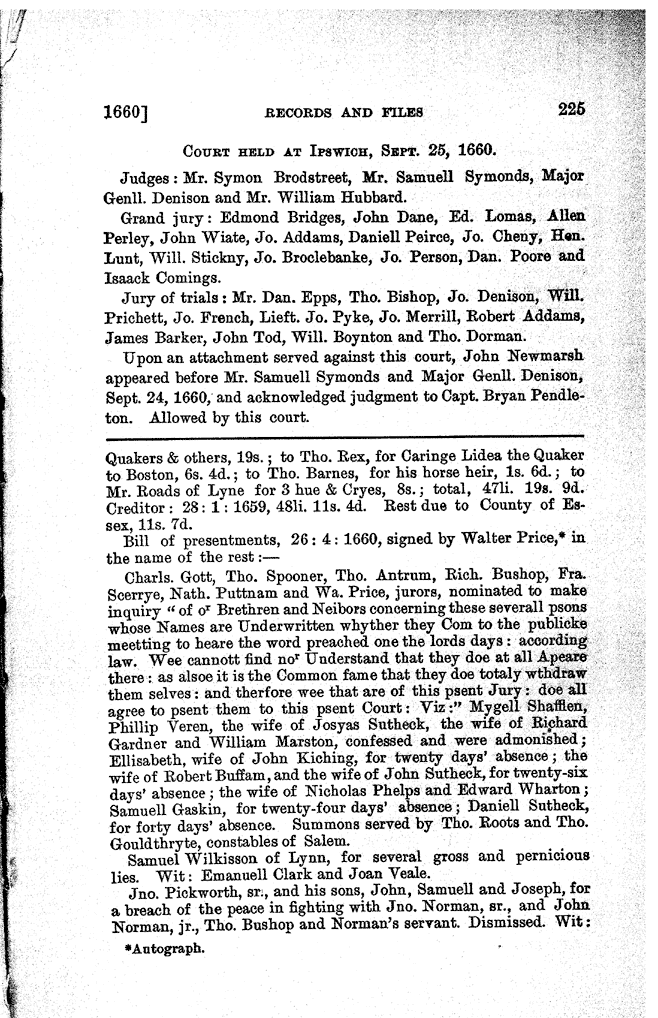 1660] RECORDS AND FILES 225
COURT HELD AT IPSWICH, SEPT. 25, 1660.
Judges: Mr. Symon Brodstreet, Mr. Samuell Symonds, Major
Genll. Denison and Mr. William Hubbard.
Grand jury: Edmond Bridges, John Dane, Ed. Lomas, Allen
Perley, John Wiate, Jo. Addams, Daniell Peirce, Jo. Cheny, Hen.
Lunt, Will. Stickny, Jo. Broclebanke, Jo. Person, Dan. Poore and
Isaack Comings.
Jury of trials: Mr. Dan. Epps, Tho. Bishop, Jo. Denison, Will.
Prichett, Jo. French, Lieft. Jo. Pyke, Jo. Merrill, Robert Addams,
James Barker, John Tod, Will. Boynton and Tho. Dorman.
Upon an attachment served against this court, John Newmarsh
appeared before Mr. Samuell Symonds and Major Genll. Denison,
Sept. 24, 1660, and acknowledged judgment to Capt. Bryan Pendle-
ton. Allowed by this court.
Quakers & others, 19s.; to Tho. Rex, for Caringe Lidea the Quaker
to Boston, 6s. 4d.; to Tho. Barnes, for his horse heir, 1s. 6d.; to
Mr. Roads of Lyne for 3 hue & Cryes, 8s.; total, 47li. 19s. 9d.
Creditor: 28: 1: 1659, 48li. 11s. 4d. Rest due to County of Es-
sex, 11s. 7d.
Bill of presentments, 26: 4: 1660, signed by Walter Price,* in
the name of the rest:—
Charls. Gott, Tho. Spooner, Tho. Antrum, Rich. Bushop, Fra.
Scerrye, Nath. Puttnam and Wa. Price, jurors, nominated to make
inquiry "of oʳ Brethren and Neibors concerning these severall psons
whose Names are Underwritten whyther they Com to the publicke
meetting to heare the word preached one the lords days: according
law. Wee cannott find noʳ Understand that they doe at all Apeare
there: as alsoe it is the Common fame that they doe totaly wthdraw
them selves: and therfore wee that are of this psent Jury: doe all
agree to psent them to this psent Court: Viz:" Mygell Shafflen,
Phillip Veren, the wife of Josyas Sutheck, the wife of Richard
Gardner and William Marston, confessed and were admonished;
Ellisabeth, wife of John Kiching, for twenty days' absence; the
wife of Robert Buffam, and the wife of John Sutheck, for twenty-six
days' absence; the wife of Nicholas Phelps and Edward Wharton;
Samuell Gaskin, for twenty-four days' absence; Daniell Sutheck,
for forty days' absence. Summons served by Tho. Roots and Tho.
Gouldthryte, constables of Salem.
Samuel Wilkisson of Lynn, for several gross and pernicious
lies. Wit: Emanuell Clark and Joan Veale.
Jno. Pickworth, sr., and his sons, John, Samuell and Joseph, for
a breach of the peace in fighting with Jno. Norman, sr., and John
Norman, jr., Tho. Bushop and Norman's servant. Dismissed. Wit:
*Autograph.